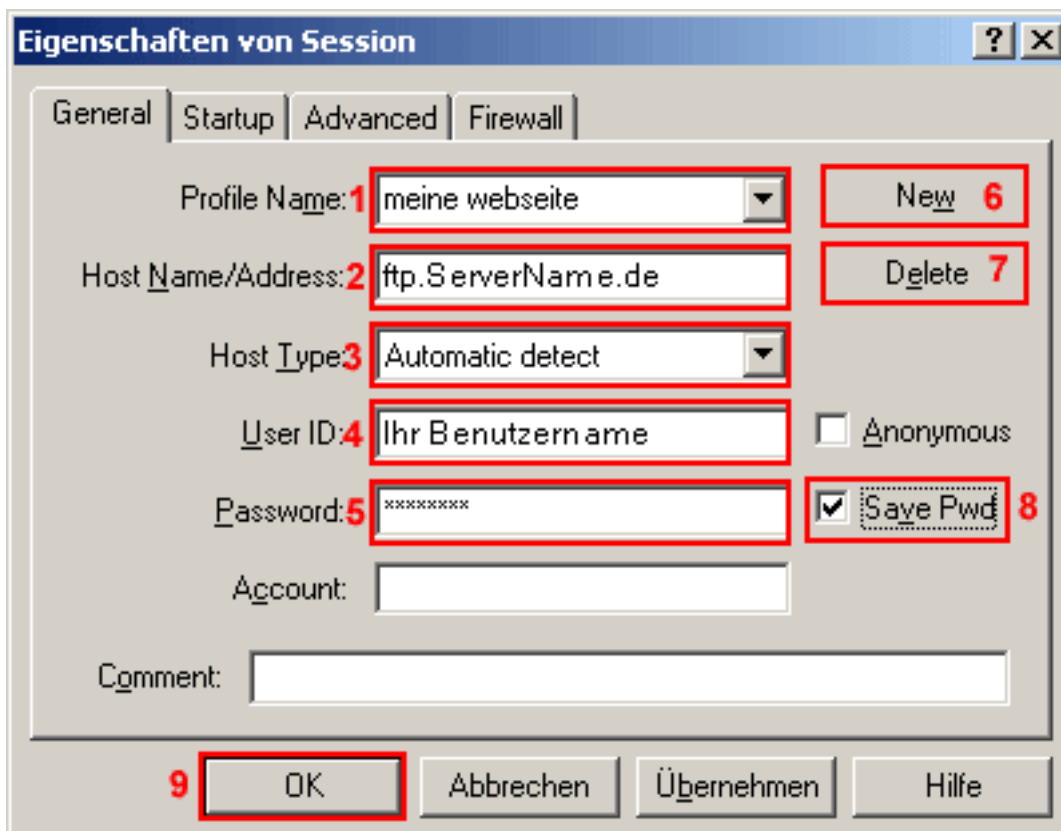 Eigenschaften von Session ? X
General Startup Advanced Firewall
Profile Name: 1 meine webseite New 6
Host Name/Address: 2 ftp.ServerName.de Delete 7
Host Type: 3 Automatic detect
User ID: 4 Ihr Benutzername Anonymous
Password: 5 ******** Save Pwd 8
Account:
Comment:
9 OK Abbrechen Übernehmen Hilfe